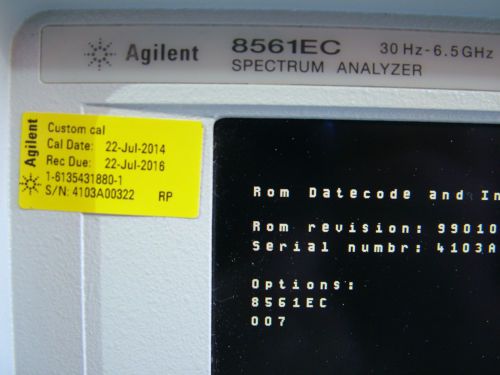 Agilent 8561EC 30 Hz - 6.5 GHz
SPECTRUM ANALYZER
Agilent
Custom cal
Cal Date: 22-Jul-2014
Rec Due: 22-Jul-2016
1-6135431880-1
S/N: 4103A00322 RP
Rom Datecode and In
Rom revision: 99010
Serial numbr: 4103A
Options:
8561EC
007